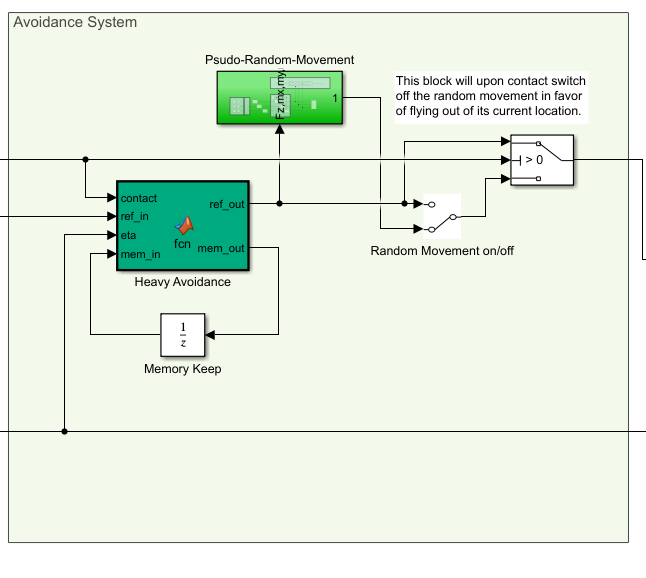 Avoidance System
Psudo-Random-Movement
Fz,mx,my,
1
This block will upon contact switch
off the random movement in favor
of flying out of its current location.
> 0
contact
ref_in
eta
mem_in
fcn
ref_out
mem_out
Heavy Avoidance
Random Movement on/off
1
z
Memory Keep